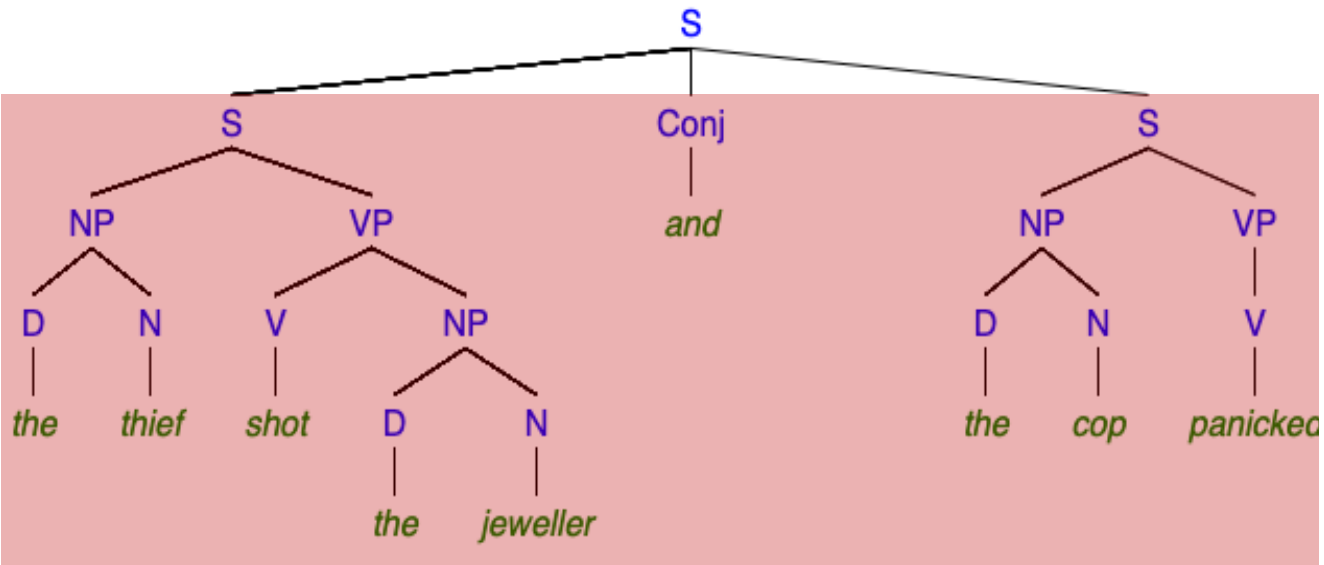 S
S Conj S
NP VP and NP VP
D N V NP D N V
the thief shot D N the cop panicked
the jeweller